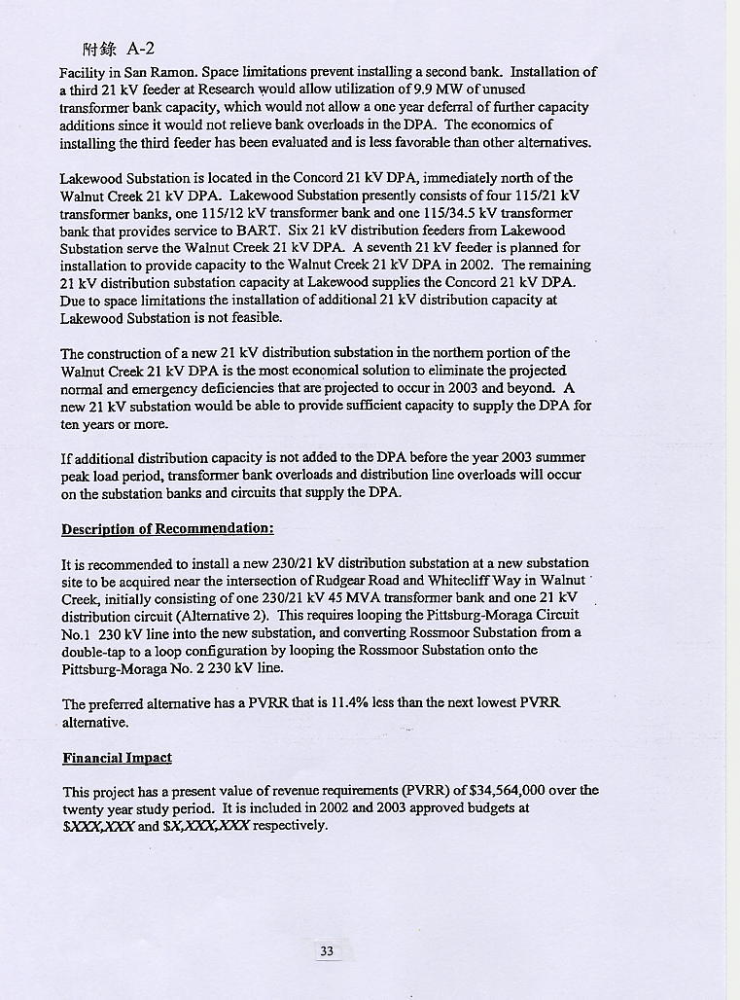 附錄 A-2
Facility in San Ramon. Space limitations prevent installing a second bank. Installation of
a third 21 kV feeder at Research would allow utilization of 9.9 MW of unused
transformer bank capacity, which would not allow a one year deferral of further capacity
additions since it would not relieve bank overloads in the DPA. The economics of
installing the third feeder has been evaluated and is less favorable than other alternatives.
Lakewood Substation is located in the Concord 21 kV DPA, immediately north of the
Walnut Creek 21 kV DPA. Lakewood Substation presently consists of four 115/21 kV
transformer banks, one 115/12 kV transformer bank and one 115/34.5 kV transformer
bank that provides service to BART. Six 21 kV distribution feeders from Lakewood
Substation serve the Walnut Creek 21 kV DPA. A seventh 21 kV feeder is planned for
installation to provide capacity to the Walnut Creek 21 kV DPA in 2002. The remaining
21 kV distribution substation capacity at Lakewood supplies the Concord 21 kV DPA.
Due to space limitations the installation of additional 21 kV distribution capacity at
Lakewood Substation is not feasible.
The construction of a new 21 kV distribution substation in the northern portion of the
Walnut Creek 21 kV DPA is the most economical solution to eliminate the projected
normal and emergency deficiencies that are projected to occur in 2003 and beyond. A
new 21 kV substation would be able to provide sufficient capacity to supply the DPA for
ten years or more.
If additional distribution capacity is not added to the DPA before the year 2003 summer
peak load period, transformer bank overloads and distribution line overloads will occur
on the substation banks and circuits that supply the DPA.
Description of Recommendation:
It is recommended to install a new 230/21 kV distribution substation at a new substation
site to be acquired near the intersection of Rudgear Road and Whitecliff Way in Walnut
Creek, initially consisting of one 230/21 kV 45 MVA transformer bank and one 21 kV
distribution circuit (Alternative 2). This requires looping the Pittsburg-Moraga Circuit
No.1 230 kV line into the new substation, and converting Rossmoor Substation from a
double-tap to a loop configuration by looping the Rossmoor Substation onto the
Pittsburg-Moraga No. 2 230 kV line.
The preferred alternative has a PVRR that is 11.4% less than the next lowest PVRR
alternative.
Financial Impact
This project has a present value of revenue requirements (PVRR) of $34,564,000 over the
twenty year study period. It is included in 2002 and 2003 approved budgets at
$XXX,XXX and $X,XXX,XXX respectively.
33